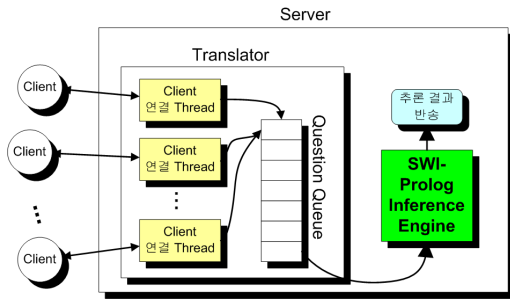 Server
Translator
Client
Client
연결 Thread
추론 결과
반송
Client
Client
연결 Thread
Question Queue
SWI-
Prolog
Inference
Engine
Client
Client
연결 Thread